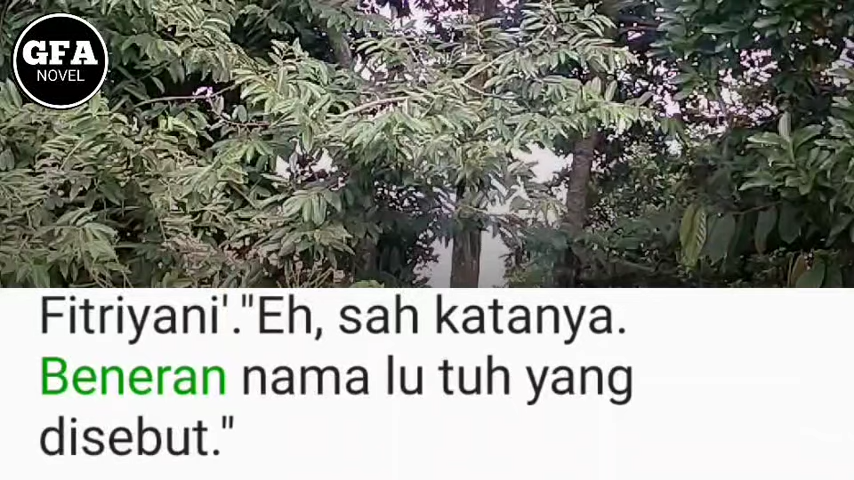 GFA
NOVEL
Fitriyani'."Eh, sah katanya.
Beneran nama lu tuh yang
disebut."